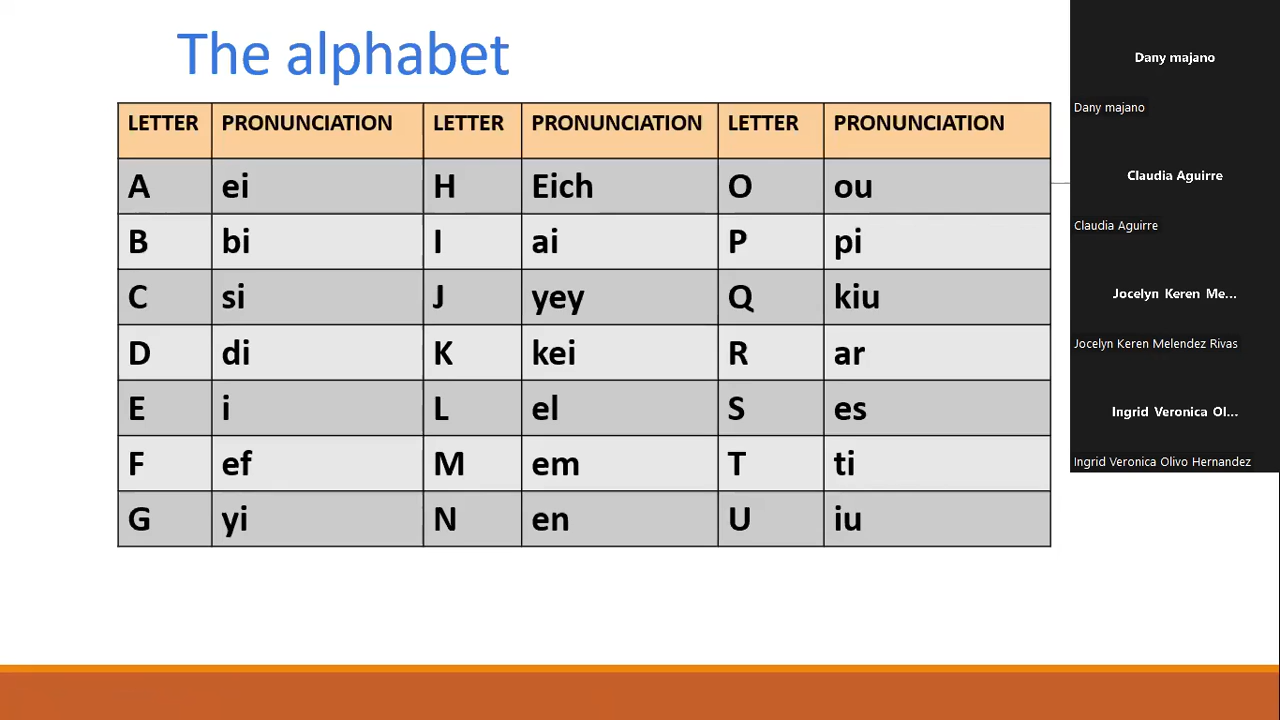 The alphabet
LETTER PRONUNCIATION LETTER PRONUNCIATION LETTER PRONUNCIATION
A ei H Eich O ou
B bi I ai P pi
C si J yey Q kiu
D di K kei R ar
E i L el S es
F ef M em T ti
G yi N en U iu
Dany majano
Dany majano
Claudia Aguirre
Claudia Aguirre
Jocelyn Keren Me...
Jocelyn Keren Melendez Rivas
Ingrid Veronica Ol...
Ingrid Veronica Olivo Hernandez